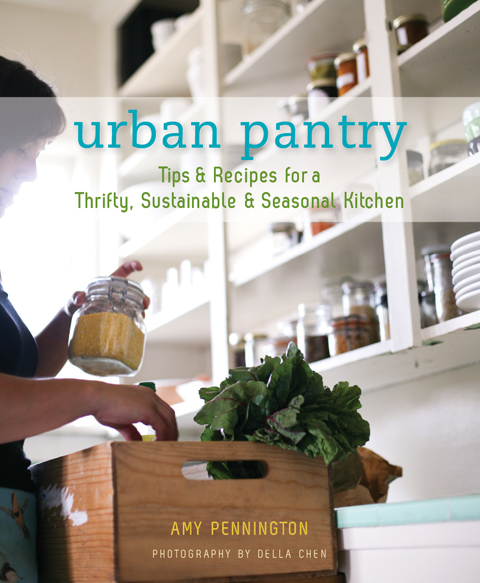 urban pantry
Tips & Recipes for a
Thrifty, Sustainable & Seasonal Kitchen
AMY PENNINGTON
PHOTOGRAPHY BY DELLA CHEN